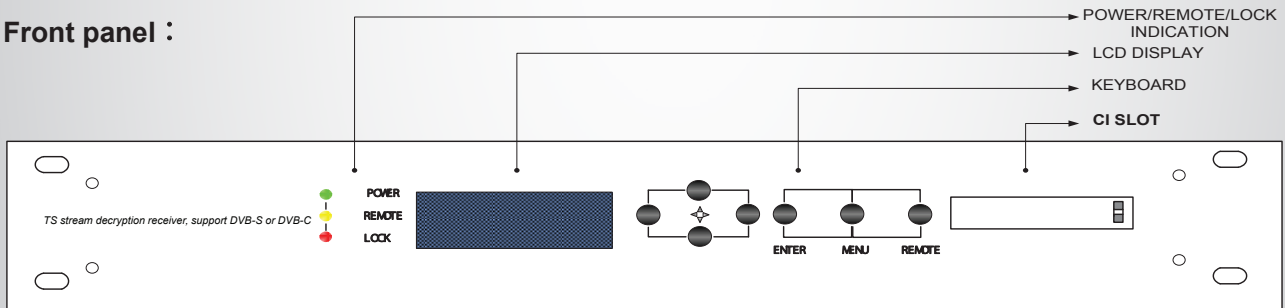 Front panel：
POWER/REMOTE/LOCK
INDICATION
LCD DISPLAY
KEYBOARD
CI SLOT
POWER
TS stream decryption receiver, support DVB-S or DVB-C
REMOTE
LOCK
ENTER MENU REMOTE